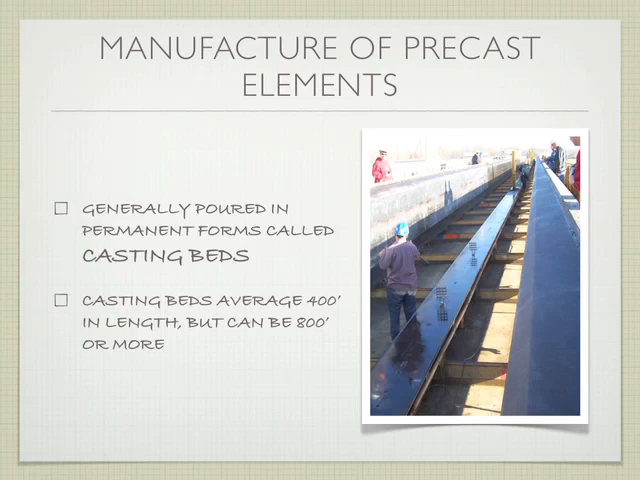 MANUFACTURE OF PRECAST
ELEMENTS
GENERALLY POURED IN
PERMANENT FORMS CALLED
CASTING BEDS
CASTING BEDS AVERAGE 400'
IN LENGTH, BUT CAN BE 800'
OR MORE